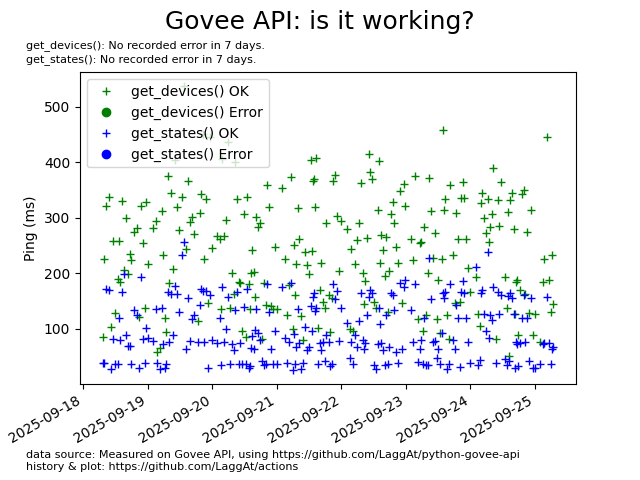 Govee API: is it working?
get_devices(): No recorded error in 7 days.
get_states(): No recorded error in 7 days.
get_devices() OK
get_devices() Error
get_states() OK
get_states() Error
Ping (ms)
500
400
300
200
100
2025-09-18
2025-09-19
2025-09-20
2025-09-21
2025-09-22
2025-09-23
2025-09-24
2025-09-25
data source: Measured on Govee API, using https://github.com/LaggAt/python-govee-api
history & plot: https://github.com/LaggAt/actions